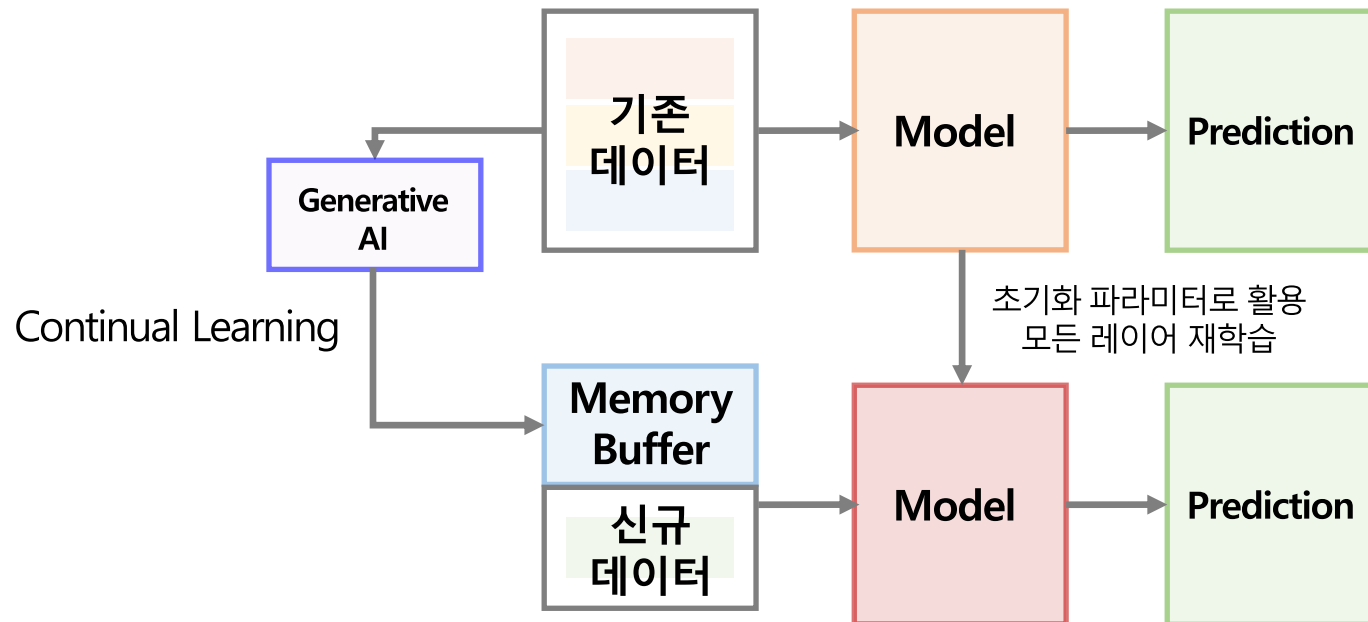 기존
데이터
Model
Prediction
Generative
AI
Continual Learning
초기화 파라미터로 활용
모든 레이어 재학습
Memory
Buffer
신규
데이터
Model
Prediction